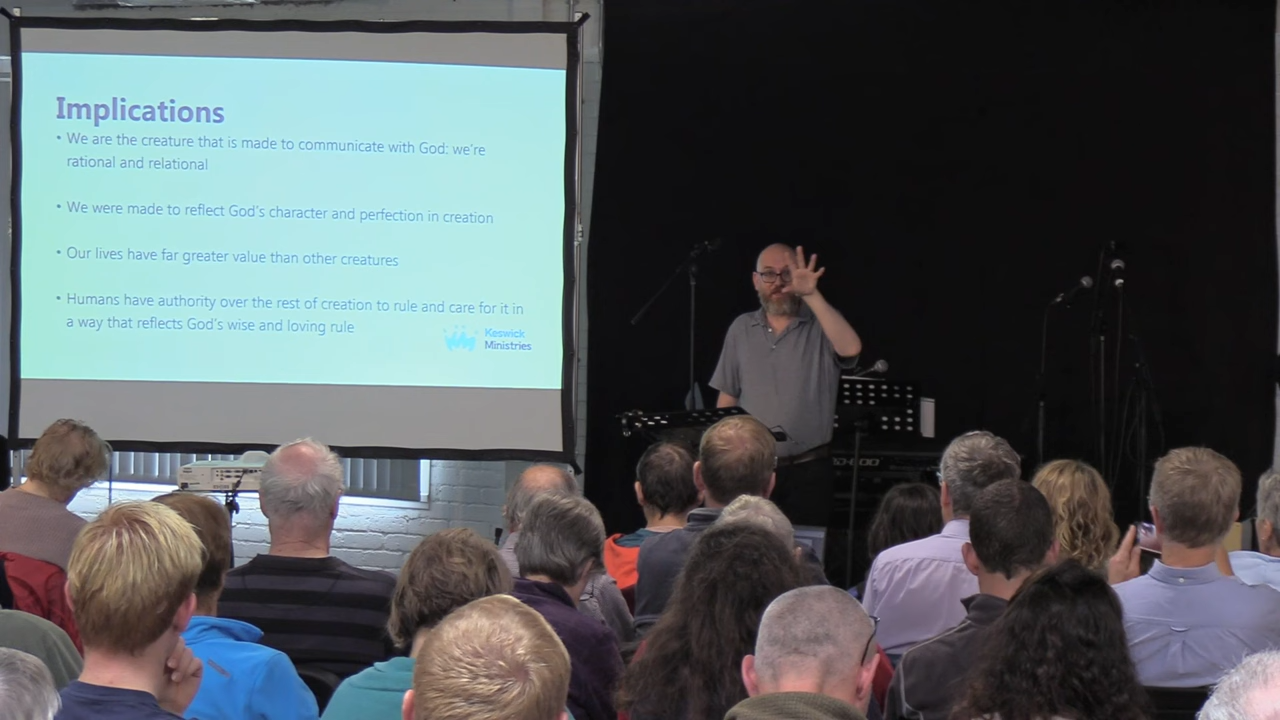 Implications
• We are the creature that is made to communicate with God: we're
rational and relational
• We were made to reflect God's character and perfection in creation
• Our lives have far greater value than other creatures
• Humans have authority over the rest of creation to rule and care for it in
a way that reflects God's wise and loving rule
Keswick
Ministries